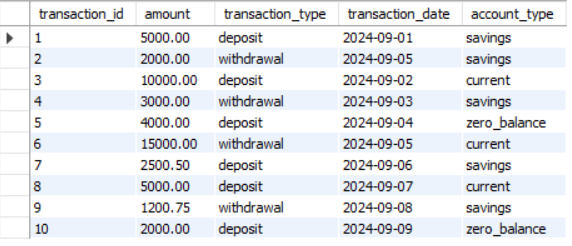 transaction_id amount transaction_type transaction_date account_type
1 5000.00 deposit 2024-09-01 savings
2 2000.00 withdrawal 2024-09-05 savings
3 10000.00 deposit 2024-09-02 current
4 3000.00 withdrawal 2024-09-03 savings
5 4000.00 deposit 2024-09-04 zero_balance
6 15000.00 withdrawal 2024-09-05 current
7 2500.50 deposit 2024-09-06 savings
8 5000.00 deposit 2024-09-07 current
9 1200.75 withdrawal 2024-09-08 savings
10 2000.00 deposit 2024-09-09 zero_balance